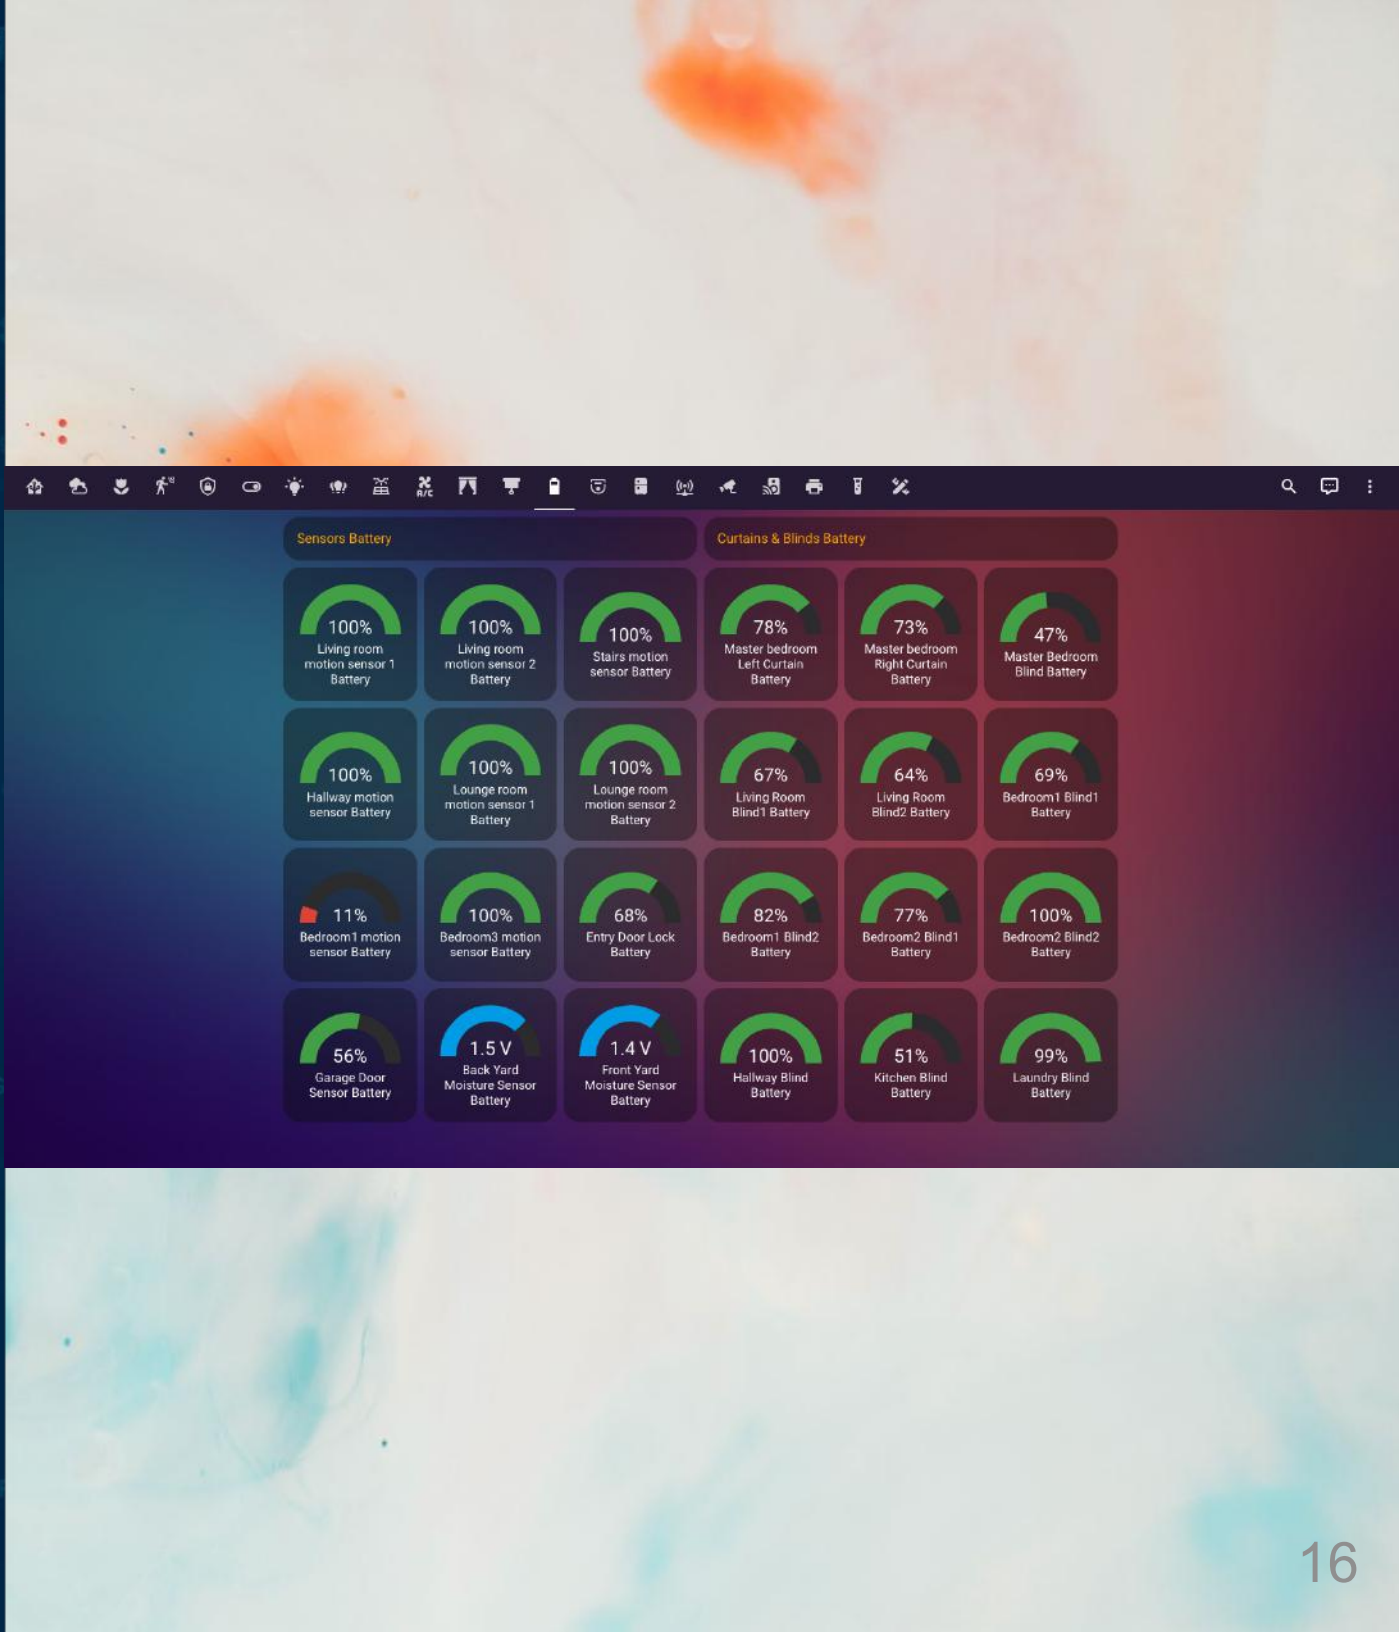 A/C
Sensors Battery
Curtains & Blinds Battery
100%
Living room
motion sensor 1
Battery
100%
Living room
motion sensor 2
Battery
100%
Stairs motion
sensor Battery
78%
Master bedroom
Left Curtain
Battery
73%
Master bedroom
Right Curtain
Battery
47%
Master Bedroom
Blind Battery
100%
Hallway motion
sensor Battery
100%
Lounge room
motion sensor 1
Battery
100%
Lounge room
motion sensor 2
Battery
67%
Living Room
Blind1 Battery
64%
Living Room
Blind2 Battery
69%
Bedroom1 Blind1
Battery
11%
Bedroom1 motion
sensor Battery
100%
Bedroom3 motion
sensor Battery
68%
Entry Door Lock
Battery
82%
Bedroom1 Blind2
Battery
77%
Bedroom2 Blind1
Battery
100%
Bedroom2 Blind2
Battery
56%
Garage Door
Sensor Battery
1.5 V
Back Yard
Moisture Sensor
Battery
1.4 V
Front Yard
Moisture Sensor
Battery
100%
Hallway Blind
Battery
51%
Kitchen Blind
Battery
99%
Laundry Blind
Battery
16